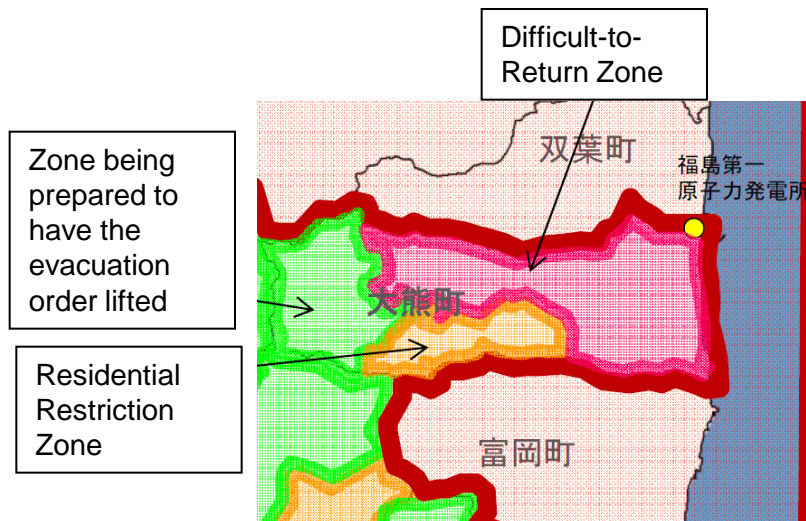 Difficult-to-
Return Zone
Zone being
prepared to
have the
evacuation
order lifted
双葉町
福島第一
原子力発電所
大熊町
Residential
Restriction
Zone
富岡町